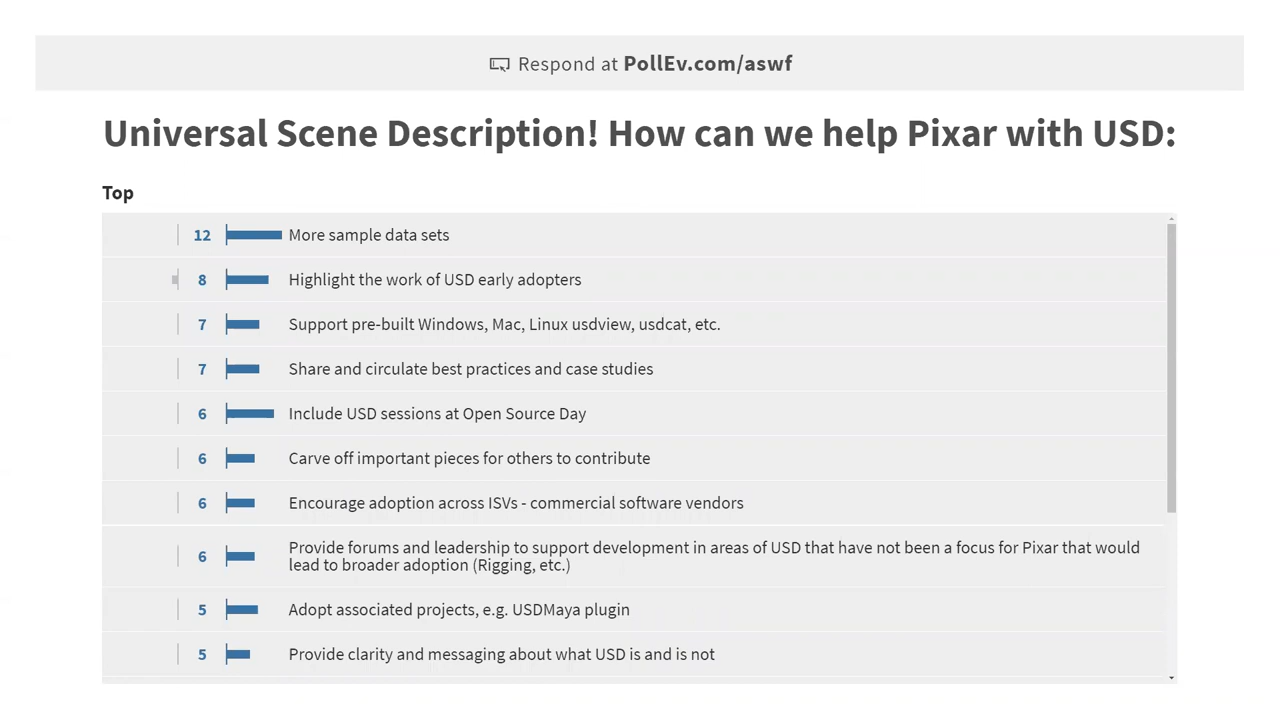 Respond at PollEv.com/aswf
Universal Scene Description! How can we help Pixar with USD:
Top
12 More sample data sets
8 Highlight the work of USD early adopters
7 Support pre-built Windows, Mac, Linux usdview, usdcat, etc.
7 Share and circulate best practices and case studies
6 Include USD sessions at Open Source Day
6 Carve off important pieces for others to contribute
6 Encourage adoption across ISVs - commercial software vendors
6 Provide forums and leadership to support development in areas of USD that have not been a focus for Pixar that would
lead to broader adoption (Rigging, etc.)
5 Adopt associated projects, e.g. USDMaya plugin
5 Provide clarity and messaging about what USD is and is not